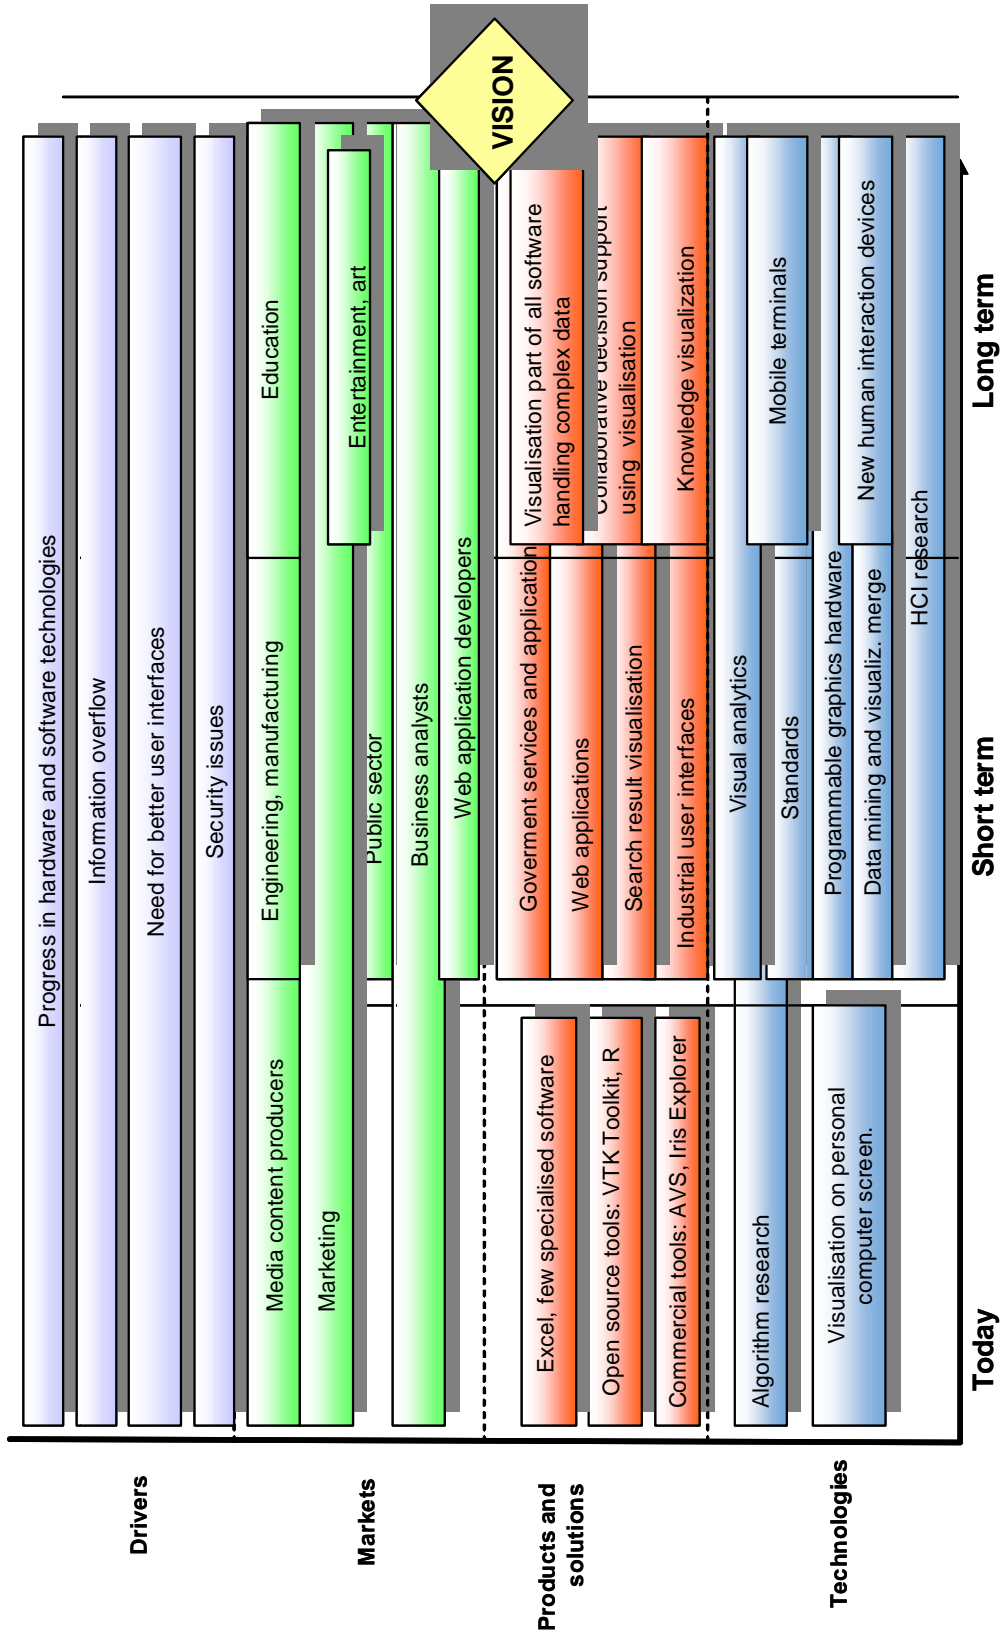 VISION
Drivers
Progress in hardware and software technologies
Information overflow
Need for better user interfaces
Security issues
Markets
Media content producers
Engineering, manufacturing
Education
Marketing
Entertainment, art
Public sector
Business analysts
Web application developers
Products and
solutions
Excel, few specialised software
Open source tools: VTK Toolkit, R
Commercial tools: AVS, Iris Explorer
Goverment services and application
Web applications
Search result visualisation
Industrial user interfaces
Visualisation part of all software
handling complex data
Collaborative decision support
using visualisation
Knowledge visualization
Technologies
Algorithm research
Visualisation on personal
computer screen.
Visual analytics
Standards
Programmable graphics hardware
Data mining and visualiz. merge
HCI research
Mobile terminals
New human interaction devices
Today
Short term
Long term